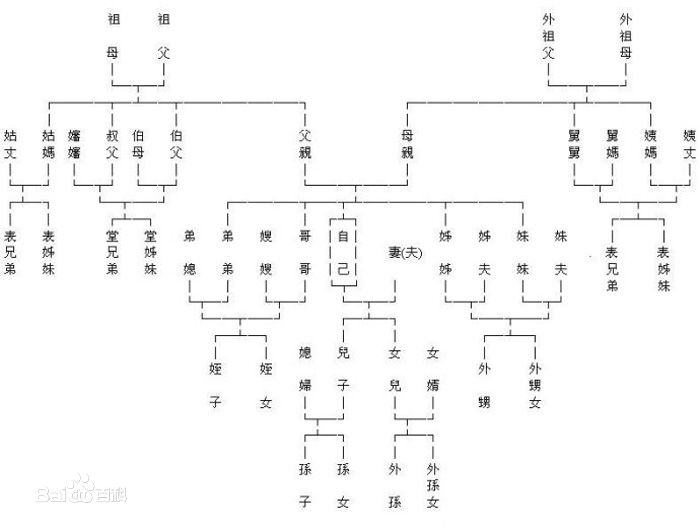 祖母 祖父 外祖父 外祖母
姑丈 姑媽 嬸嬸 叔父 伯母 伯父 父親 母親 舅舅 舅媽 姨媽 姨丈
表兄弟 表姊妹 堂兄弟 堂姊妹 弟媳 弟弟 嫂嫂 哥哥 自己 妻(夫) 姊姊 姊夫 妹妹 妹夫 表兄弟 表姊妹
姪子 姪女 媳婦 兒子 女兒 女婿 外甥 外甥女
孫子 孫女 外孫 外孫女
Bai百科